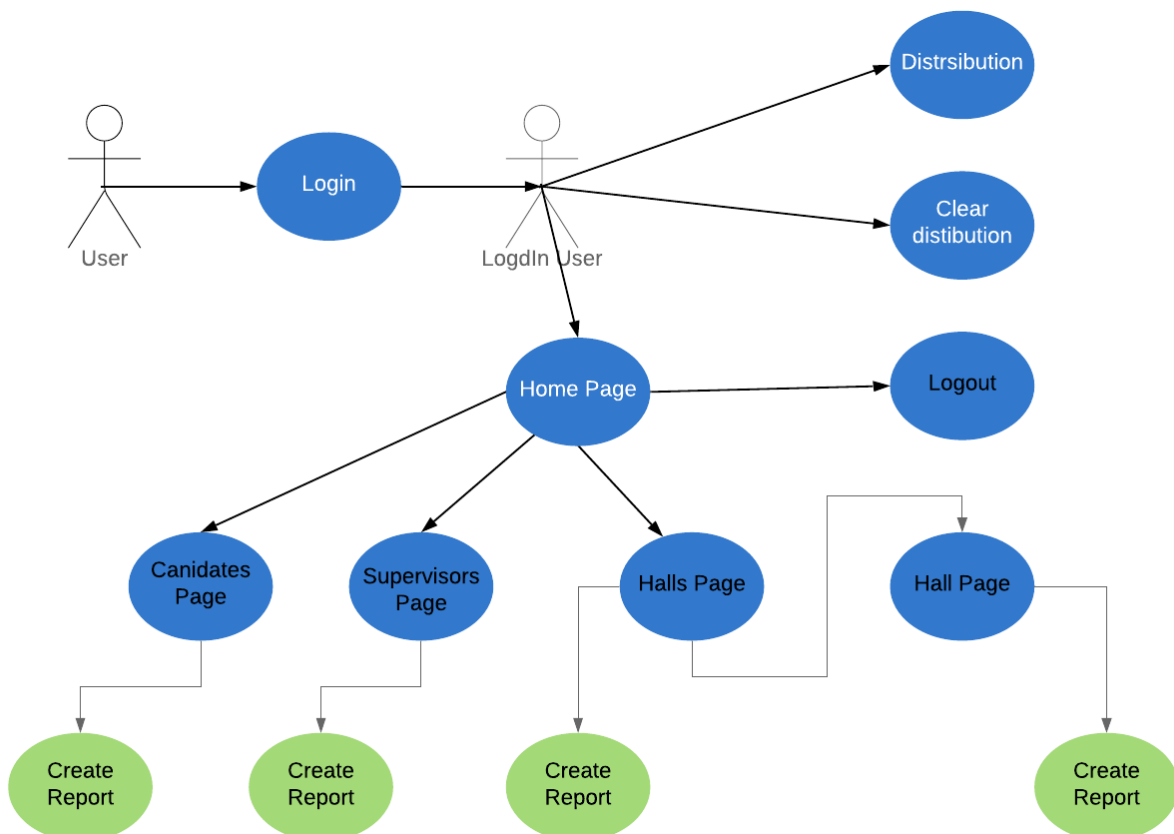 Distrsibution
Login
Clear
distibution
User
LogdIn User
Home Page
Logout
Canidates
Page
Supervisors
Page
Halls Page
Hall Page
Create
Report
Create
Report
Create
Report
Create
Report